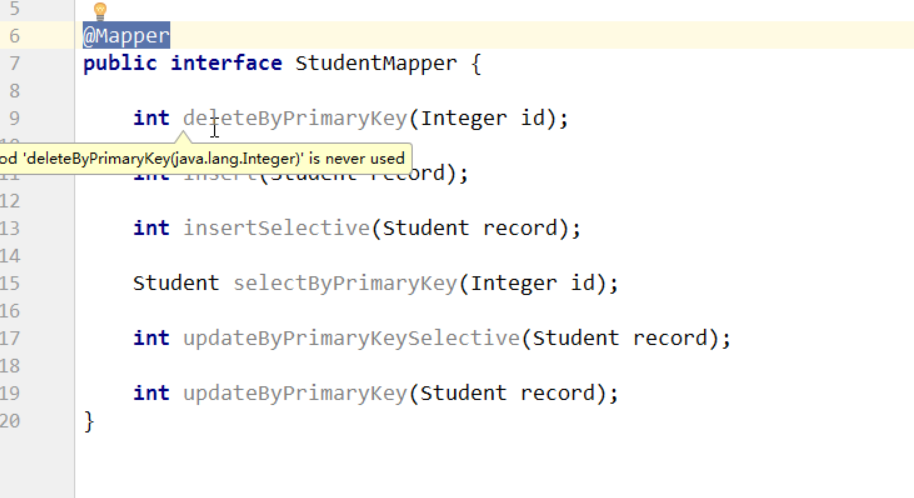 5
6 @Mapper
7 public interface StudentMapper {
8
9 int deleteByPrimaryKey(Integer id);
od 'deleteByPrimaryKey(java.lang.Integer)' is never used
11 int insert(Student record);
12
13 int insertSelective(Student record);
14
15 Student selectByPrimaryKey(Integer id);
16
17 int updateByPrimaryKeySelective(Student record);
18
19 int updateByPrimaryKey(Student record);
20 }